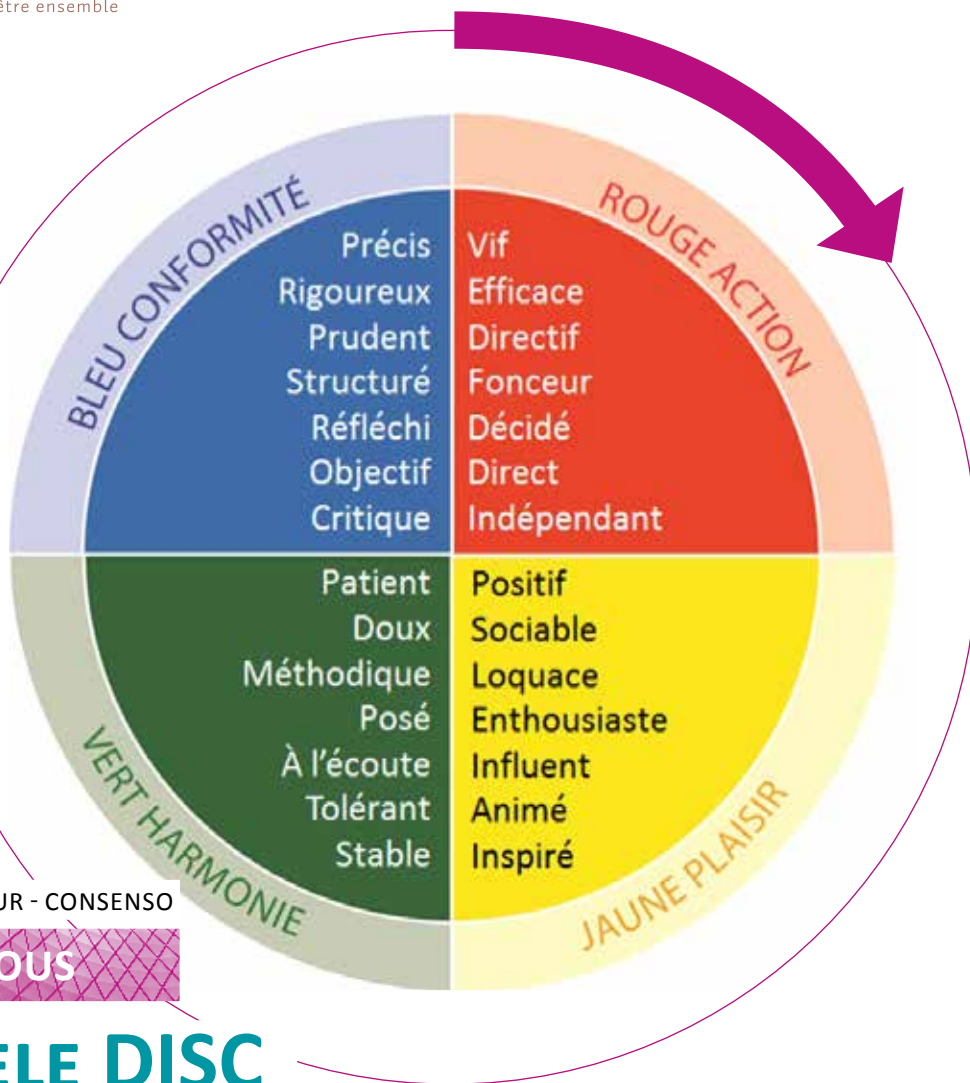 être ensemble
BLEU CONFORMITÉ
Précis
Rigoureux
Prudent
Structuré
Réfléchi
Objectif
Critique
ROUGE ACTION
Vif
Efficace
Directif
Fonceur
Décidé
Direct
Indépendant
VERT HARMONIE
Patient
Doux
Méthodique
Posé
À l'écoute
Tolérant
Stable
JAUNE PLAISIR
Positif
Sociable
Loquace
Enthousiaste
Influent
Animé
Inspiré
UR - CONSENSO
OUS
ELE DISC